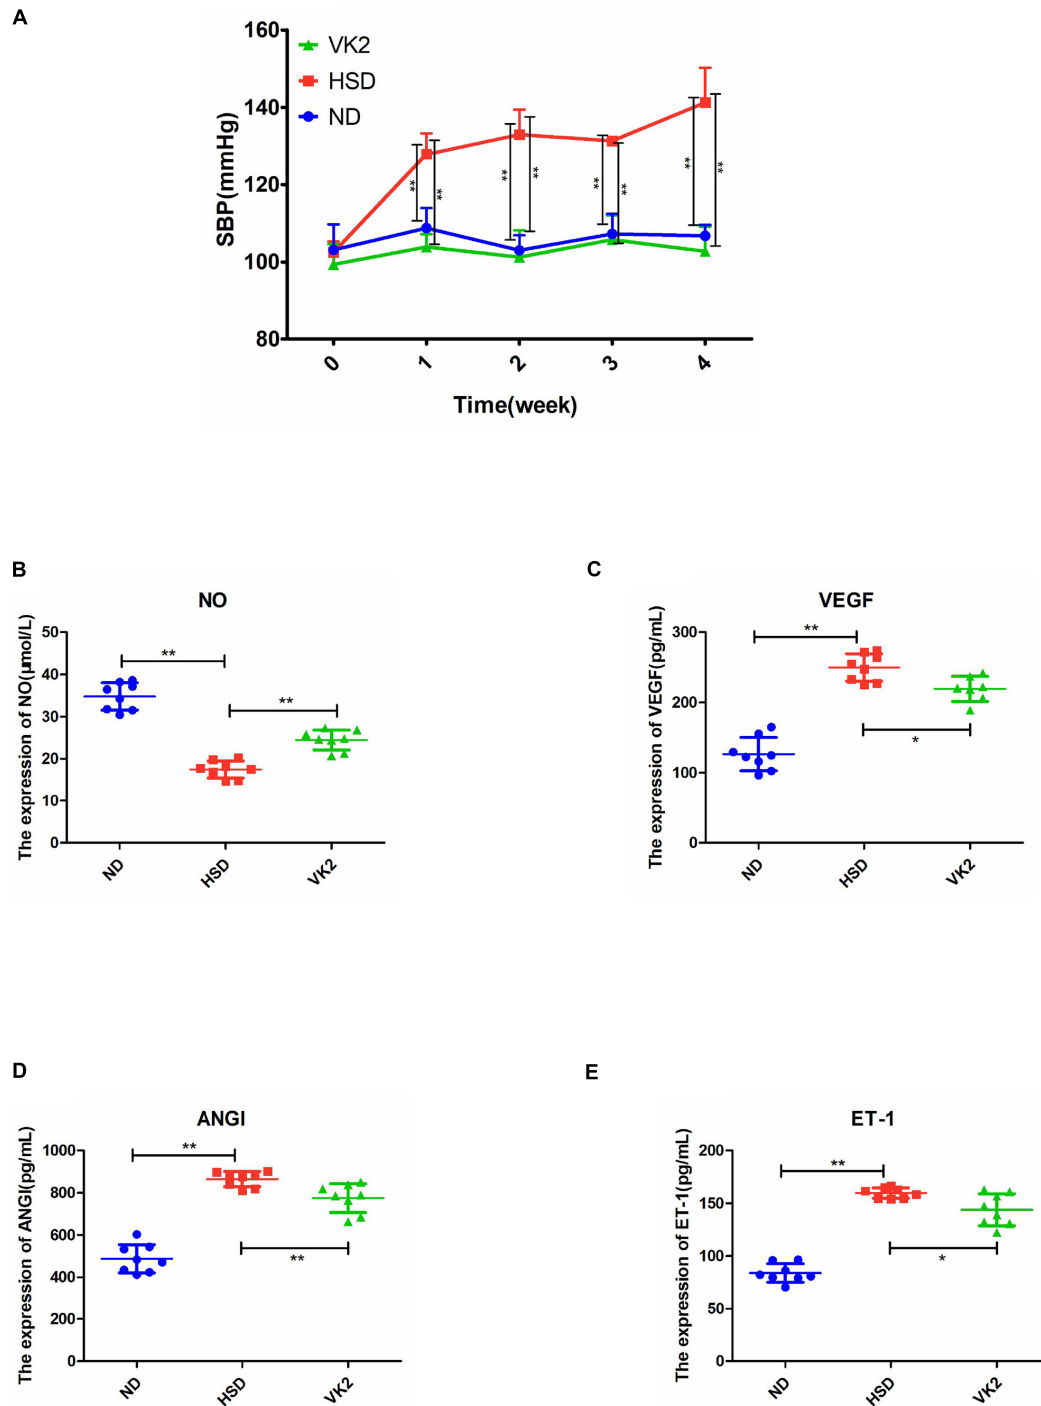 A
160
VK2
HSD
ND
140
120
100
80
SBP(mmHg)
** ** ** ** ** ** ** **
0 1 2 3 4
Time(week)
B
NO
The expression of NO(µmol/L)
50
40
30
20
10
0
**
**
ND HSD VK2
C
VEGF
The expression of VEGF(pg/mL)
300
200
100
0
**
*
ND HSD VK2
D
ANGI
The expression of ANGI(pg/mL)
1000
800
600
400
200
0
**
**
ND HSD VK2
E
ET-1
The expression of ET-1(pg/mL)
200
150
100
50
0
**
*
ND HSD VK2